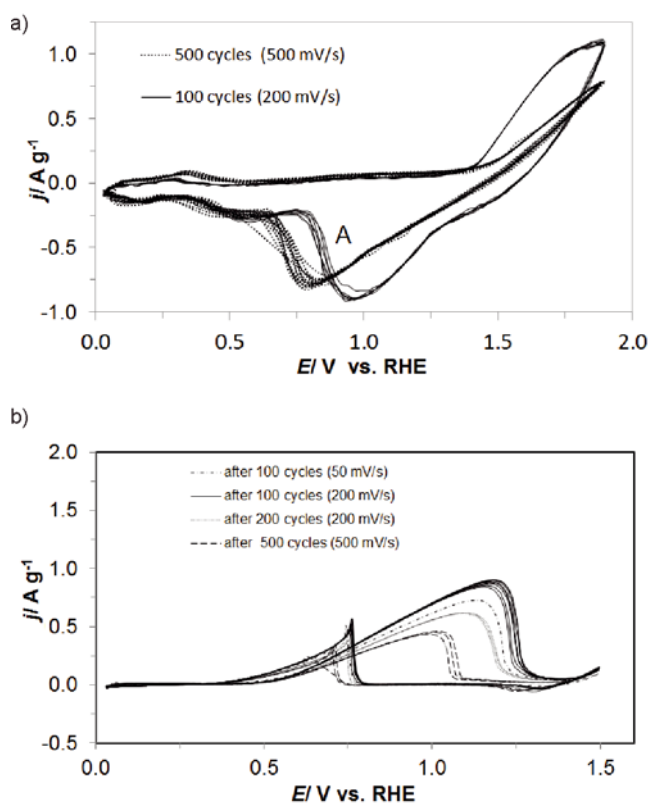 a)
1.0
0.5
0.0
-0.5
-1.0
j/ A g-1
500 cycles (500 mV/s)
100 cycles (200 mV/s)
A
0.0 0.5 1.0 1.5 2.0
E/ V vs. RHE
b)
2.0
1.5
1.0
0.5
0.0
-0.5
j/ A g-1
after 100 cycles (50 mV/s)
after 100 cycles (200 mV/s)
after 200 cycles (200 mV/s)
after 500 cycles (500 mV/s)
0.0 0.5 1.0 1.5
E/ V vs. RHE